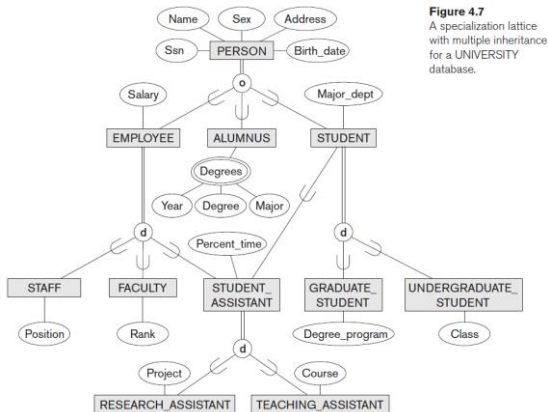 Figure 4.7
A specialization lattice
with multiple inheritance
for a UNIVERSITY
database.
Name
Sex
Address
Ssn
PERSON
Birth_date
o
Salary
Major_dept
EMPLOYEE
ALUMNUS
STUDENT
Degrees
Year
Degree
Major
d
Percent_time
d
STAFF
FACULTY
STUDENT_
ASSISTANT
GRADUATE_
STUDENT
UNDERGRADUATE_
STUDENT
Position
Rank
Degree_program
Class
d
Project
Course
RESEARCH_ASSISTANT
TEACHING_ASSISTANT